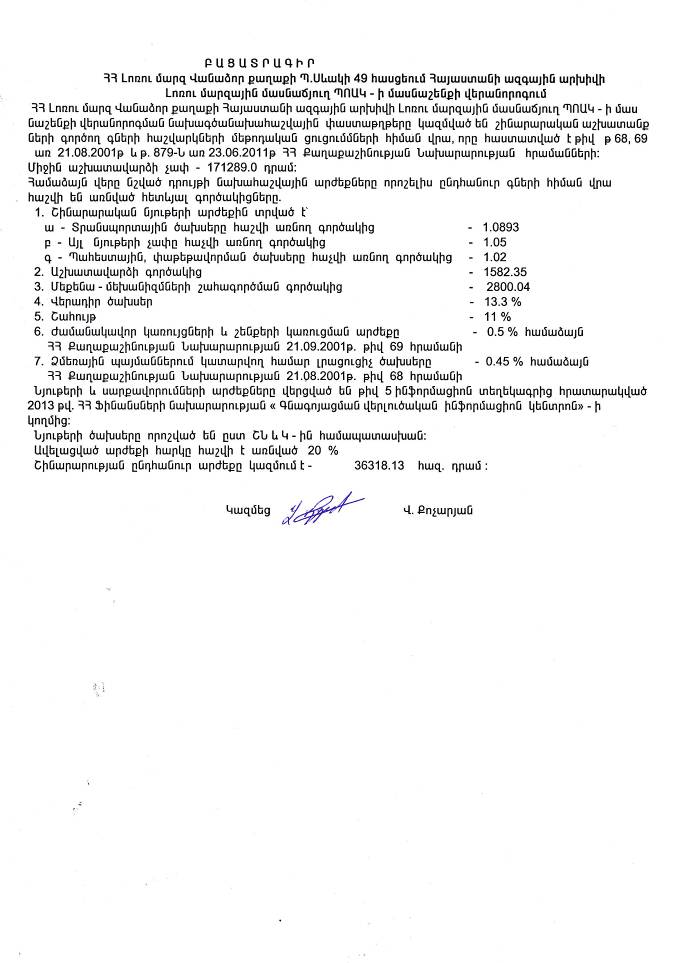 ԲԱՑԱՏՐԱԳԻՐ
ՀՀ Լոռու մարզ Վանաձոր քաղաքի Պ.Սևակի 49 հասցեում Հայաստանի ազգային արխիվի
Լոռու մարզային մասնաճյուղ ՊՈԱԿ - ի մասնաշենքի վերանորոգում
ՀՀ Լոռու մարզ Վանաձոր քաղաքի Հայաստանի ազգային արխիվի Լոռու մարզային մասնաճյուղ ՊՈԱԿ - ի մաս
նաշենքի վերանորոգման նախագծանախահաշվային փաստաթղթերը կազմված են շինարարական աշխատանք
ների գործող գների հաշվարկների մեթոդական ցուցումմների հիման վրա, որը հաստատված է թիվ թ 68, 69
առ 21.08.2001թ և թ. 879-Ն առ 23.06.2011թ ՀՀ Քաղաքաշինության Նախարարության հրամանների:
Միջին աշխատավարձի չափ - 171289.0 դրամ:
Համաձայն վերը նշված դրույթի նախահաշվային արժեքները որոշելիս ընդհանուր գների հիման վրա
հաշվի են առնված հետևյալ գործակիցները.
1. Շինարարական նյութերի արժեքին տրված է՝
ա - Տրանսպորտային ծախսերը հաշվի առնող գործակից - 1.0893
բ - Այլ նյութերի չափը հաշվի առնող գործակից - 1.05
գ - Պահեստային, փաթեթավորման ծախսերը հաչվի առնող գործակից - 1.02
2. Աշխատավարձի գործակից - 1582.35
3. Մեքենա - մեխանիզմների շահագործման գործակից - 2800.04
4. Վերադիր ծախսեր - 13.3 %
5. Շահույթ - 11 %
6. Ժամանակավոր կառույցների և շենքերի կառուցման արժեքը - 0.5 % համաձայն
ՀՀ Քաղաքաշինության Նախարարության 21.09.2001թ. թիվ 69 հրամանի
7. Ձմեռային պայմաններում կատարվող համար լրացուցիչ ծախսերը - 0.45 % համաձայն
ՀՀ Քաղաքաշինության Նախարարության 21.08.2001թ. թիվ 68 հրամանի
Նյութերի և սարքավորումների արժեքները վերցված են թիվ 5 ինֆորմացիոն տեղեկագրից հրատարակված
2013 թվ. ՀՀ Ֆինանսների նախարարության « Գնագոյացման վերլուծական ինֆորմացիոն կենտրոն» - ի
կողմից:
Նյութերի ծախսերը որոշված են ըստ ՇՆ և Կ - ին համապատասխան:
Ավելացված արժեքի հարկը հաշվի է առնված 20 %
Շինարարության ընդհանուր արժեքը կազմում է - 36318.13 հազ. դրամ :
Կազմեց Վ. Քոչարյան